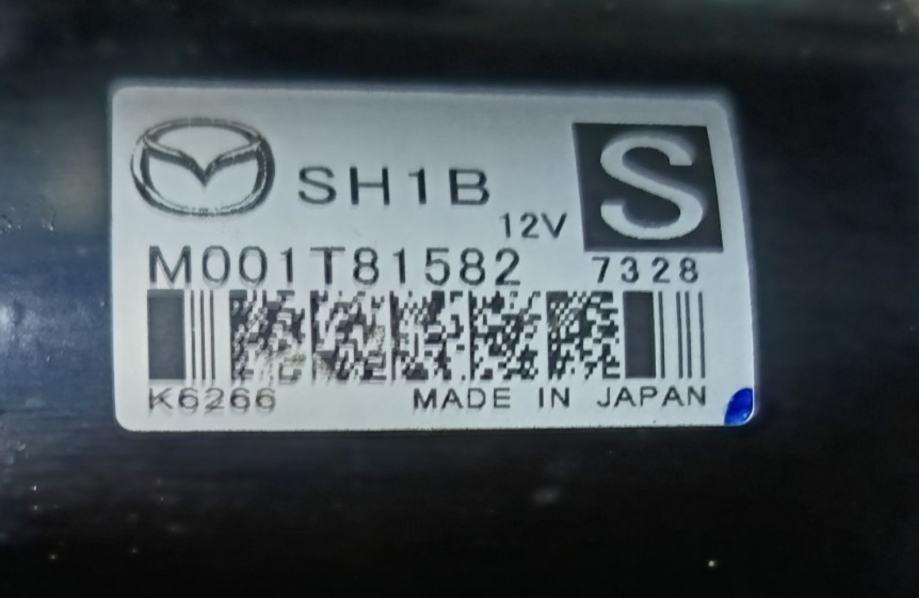 SH1B
S
12V
M001T81582
7328
K6266
MADE IN JAPAN